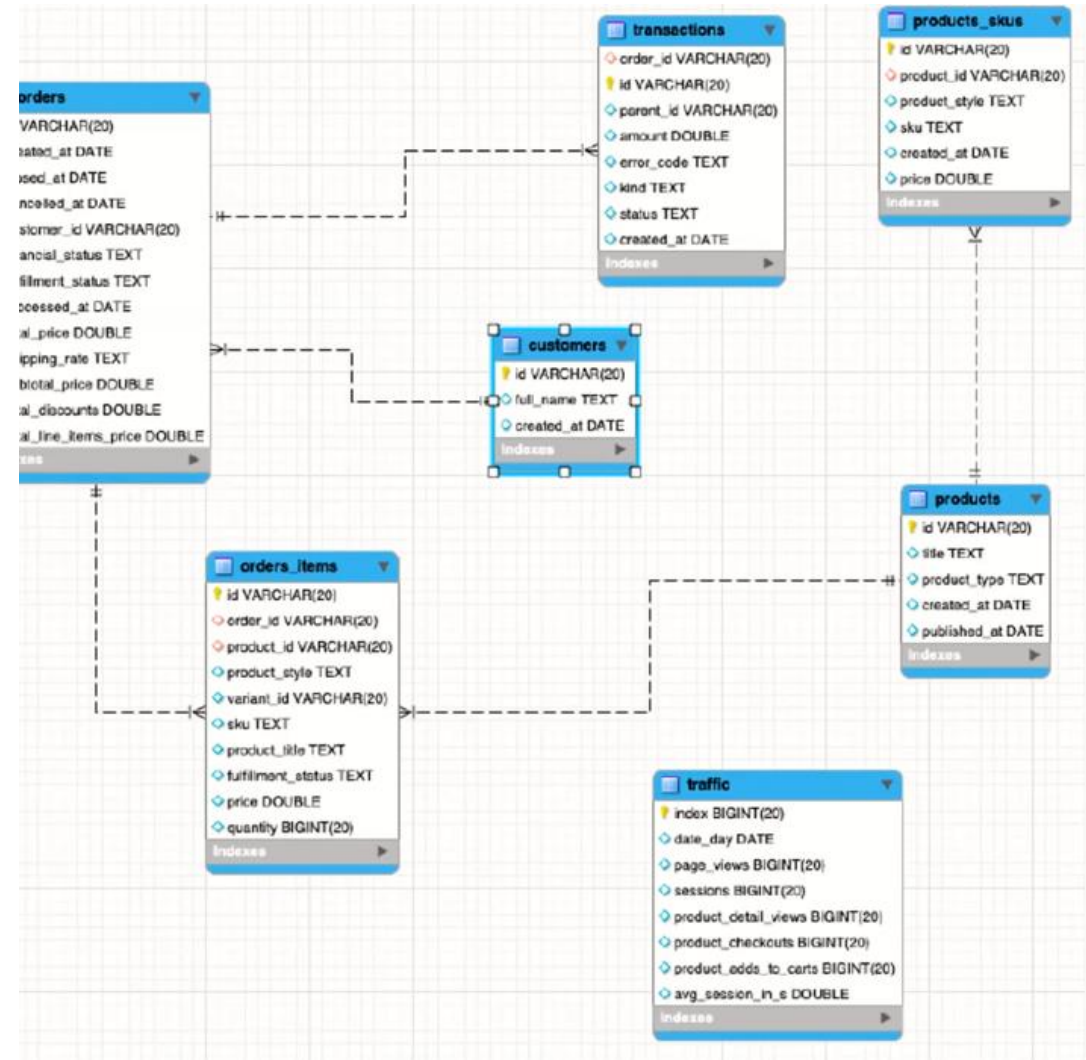 transactions
order_id VARCHAR(20)
id VARCHAR(20)
parent_id VARCHAR(20)
amount DOUBLE
error_code TEXT
kind TEXT
status TEXT
created_at DATE
Indexes
products_skus
id VARCHAR(20)
product_id VARCHAR(20)
product_style TEXT
sku TEXT
created_at DATE
price DOUBLE
Indexes
orders
VARCHAR(20)
eated_at DATE
osed_at DATE
ncelled_at DATE
stomer_id VARCHAR(20)
ancial_status TEXT
fillment_status TEXT
ocessed_at DATE
al_price DOUBLE
ipping_rate TEXT
btotal_price DOUBLE
al_discounts DOUBLE
al_line_items_price DOUBLE
exes
customers
id VARCHAR(20)
full_name TEXT
created_at DATE
Indexes
products
id VARCHAR(20)
title TEXT
product_type TEXT
created_at DATE
published_at DATE
Indexes
orders_items
id VARCHAR(20)
order_id VARCHAR(20)
product_id VARCHAR(20)
product_style TEXT
variant_id VARCHAR(20)
sku TEXT
product_title TEXT
fulfillment_status TEXT
price DOUBLE
quantity BIGINT(20)
Indexes
traffic
index BIGINT(20)
date_day DATE
page_views BIGINT(20)
sessions BIGINT(20)
product_detail_views BIGINT(20)
product_checkouts BIGINT(20)
product_adds_to_carts BIGINT(20)
avg_session_in_s DOUBLE
Indexes